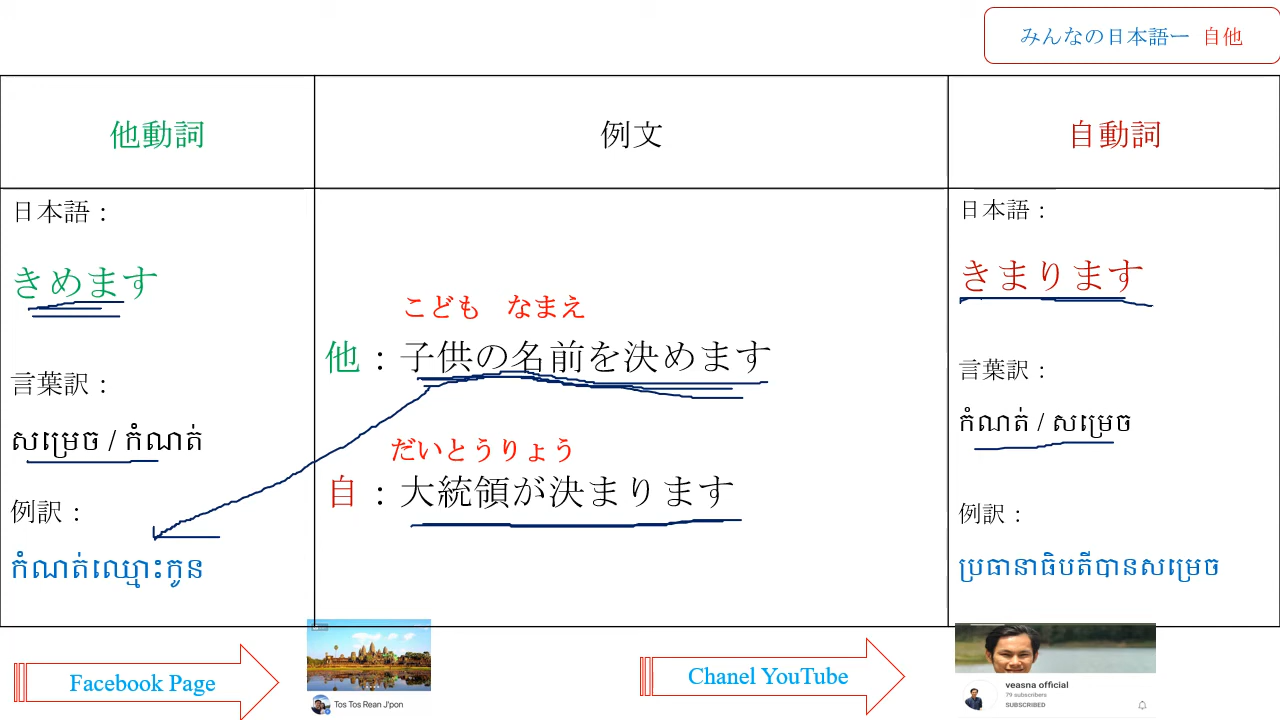 みんなの日本語ー 自他
他動詞
例文
自動詞
日本語：
きめます
言葉訳：
សម្រេច / កំណត់
例訳：
កំណត់ឈ្មោះកូន
こども なまえ
他：子供の名前を決めます
だいとうりょう
自：大統領が決まります
日本語：
きまります
言葉訳：
កំណត់ / សម្រេច
例訳：
ប្រធានាធិបតីបានសម្រេច
Facebook Page
Tos Tos Rean J'pon
Chanel YouTube
veasna official
79 subscribers
SUBSCRIBED